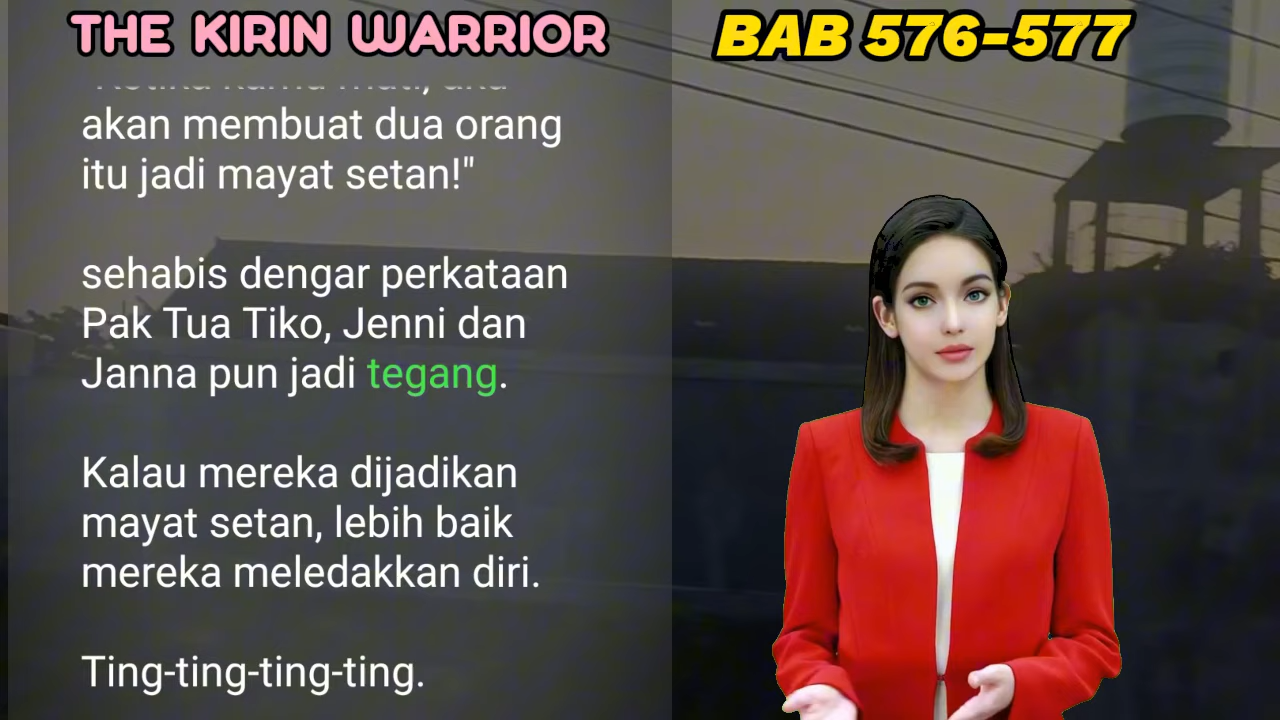 THE KIRIN WARRIOR
BAB 576-577
akan membuat dua orang
itu jadi mayat setan!"
sehabis dengar perkataan
Pak Tua Tiko, Jenni dan
Janna pun jadi tegang.
Kalau mereka dijadikan
mayat setan, lebih baik
mereka meledakkan diri.
Ting-ting-ting-ting.